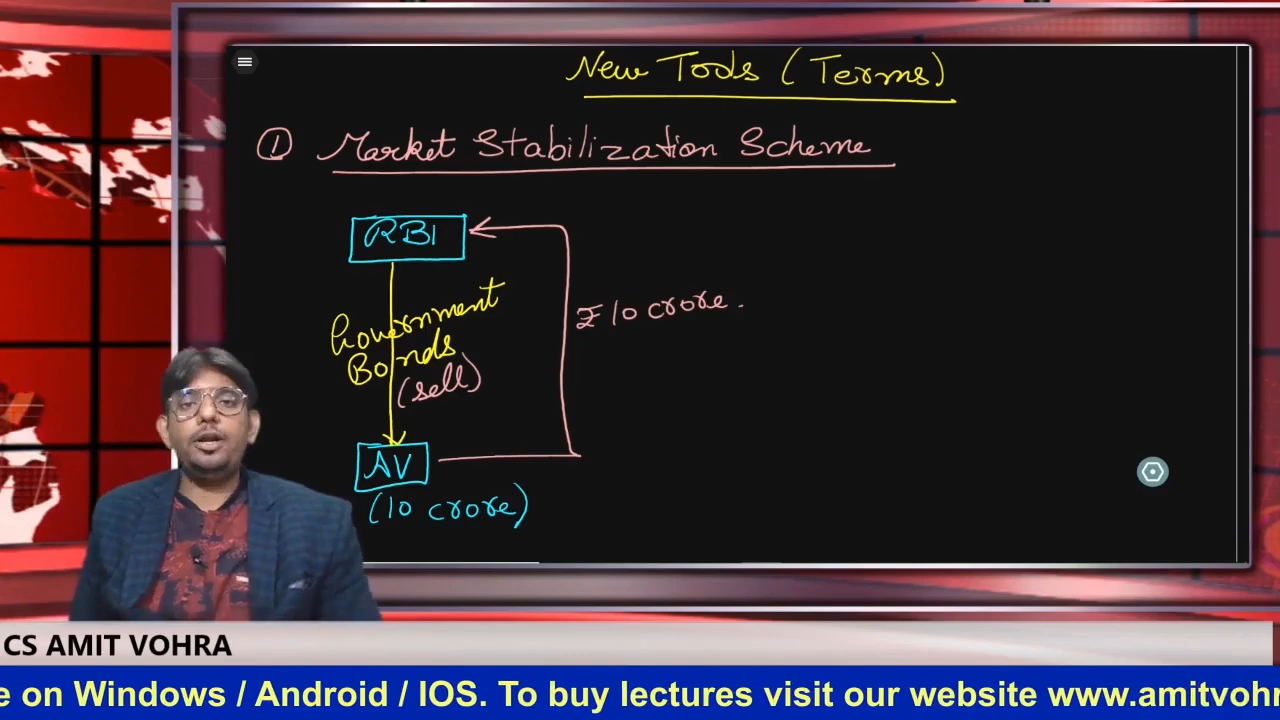 New Tools (Terms)
① Market Stabilization Scheme
RBI
Government
Bonds
(sell)
₹10 crore.
AV
(10 crore)
CS AMIT VOHRA
e on Windows / Android / IOS. To buy lectures visit our website www.amitvohr